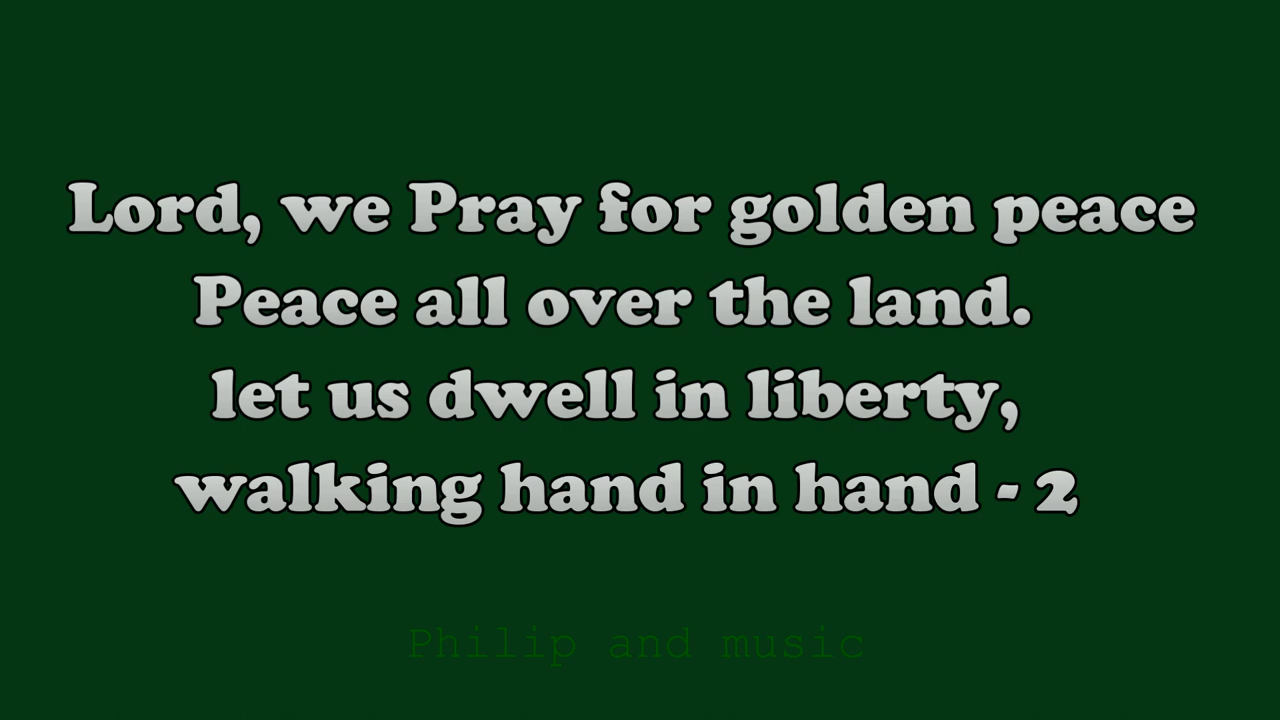 Lord, we Pray for golden peace
Peace all over the land.
let us dwell in liberty,
walking hand in hand - 2
Philip and music